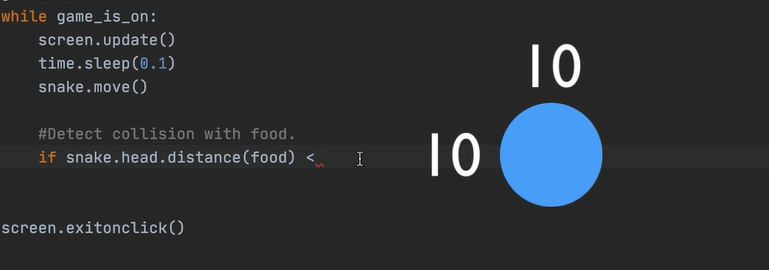 while game_is_on:
screen.update()
time.sleep(0.1)
snake.move()
#Detect collision with food.
if snake.head.distance(food) <
screen.exitonclick()
10
10